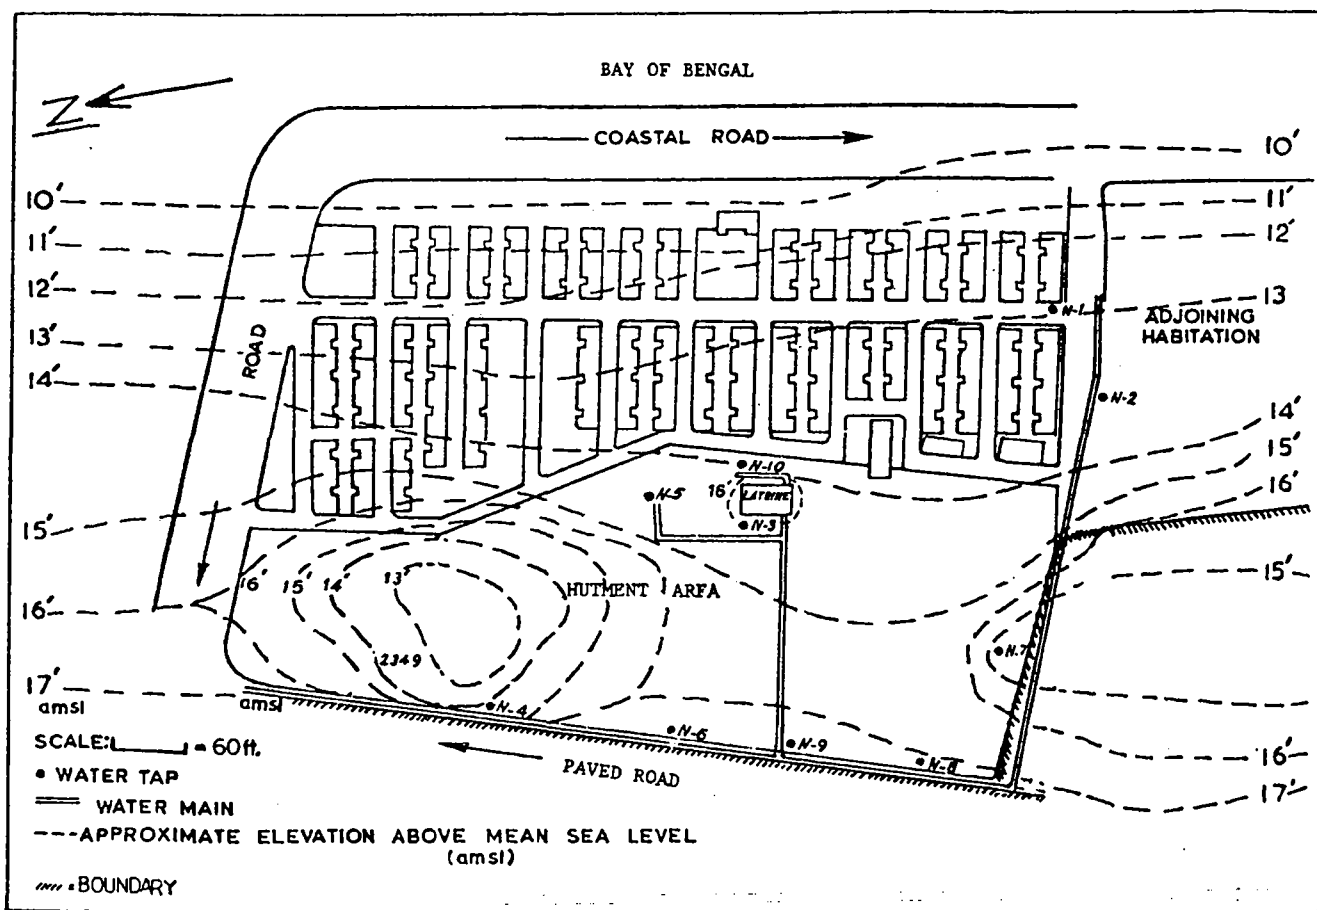 BAY OF BENGAL
Z
COASTAL ROAD
10'
10'
11'
11'
12'
12'
13'
13
14'
14'
15'
15'
16'
16'
15'
16'
17'
17'
amsl
ROAD
N-1
ADJOINING
HABITATION
N-2
N-10
16'
LATRINE
N-5
N-3
16'
15'
14'
13'
HUTMENT ARFA
2349
N-7
amsl
N-4
N-6
N-9
N-8
PAVED ROAD
SCALE: = 60ft.
WATER TAP
WATER MAIN
APPROXIMATE ELEVATION ABOVE MEAN SEA LEVEL
(amsl)
BOUNDARY